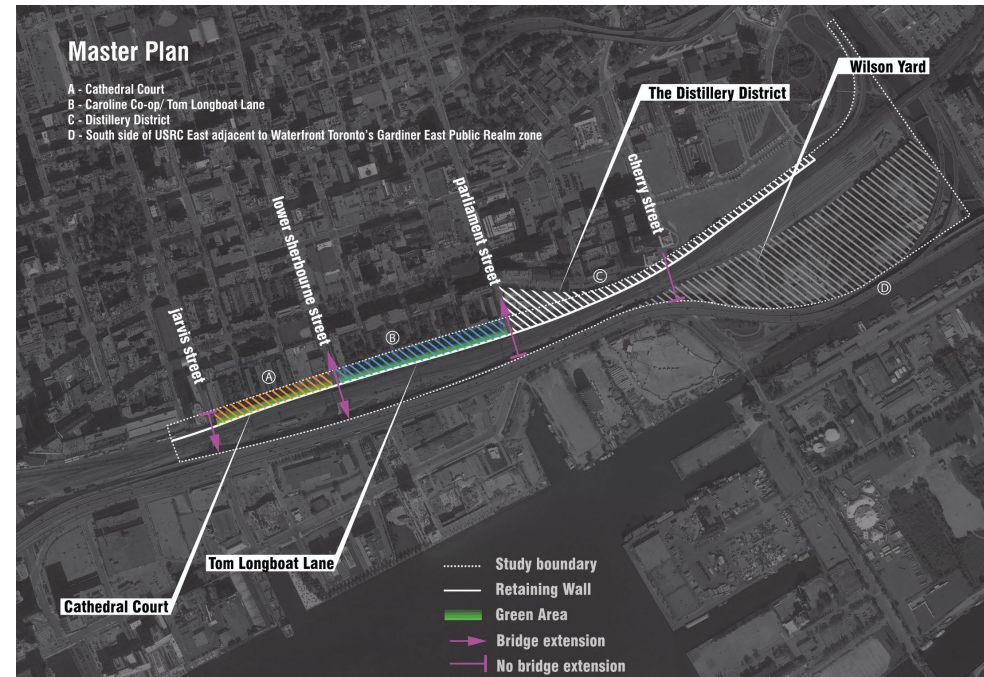 Master Plan
A - Cathedral Court
B - Caroline Co-op/ Tom Longboat Lane
C - Distillery District
D - South side of USRC East adjacent to Waterfront Toronto's Gardiner East Public Realm zone
Wilson Yard
The Distillery District
cherry street
parliament street
lower sherbourne street
jarvis street
A
B
C
D
Tom Longboat Lane
Cathedral Court
Study boundary
Retaining Wall
Green Area
Bridge extension
No bridge extension